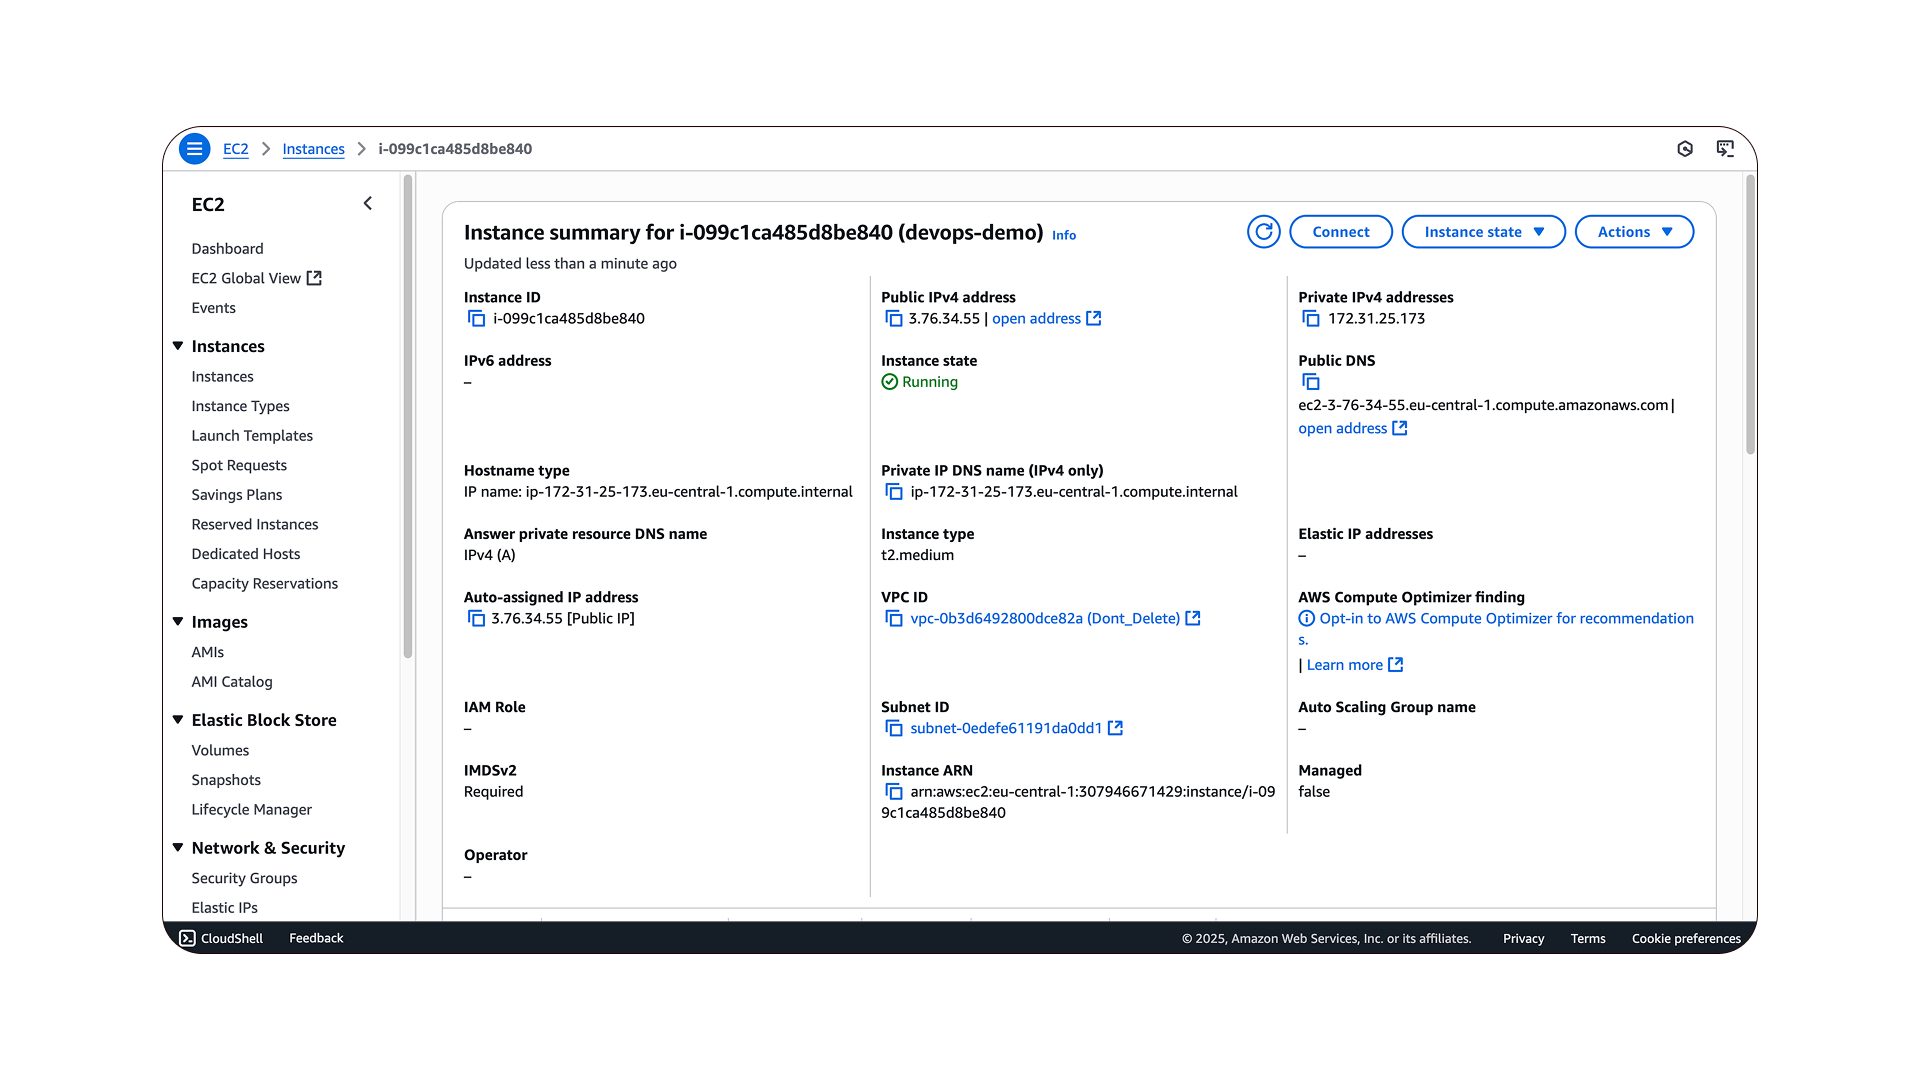 EC2 > Instances > i-099c1ca485d8be840
EC2
Dashboard
EC2 Global View
Events
Instances
Instances
Instance Types
Launch Templates
Spot Requests
Savings Plans
Reserved Instances
Dedicated Hosts
Capacity Reservations
Images
AMIs
AMI Catalog
Elastic Block Store
Volumes
Snapshots
Lifecycle Manager
Network & Security
Security Groups
Elastic IPs
Instance summary for i-099c1ca485d8be840 (devops-demo) Info
Connect
Instance state
Actions
Updated less than a minute ago
Instance ID
i-099c1ca485d8be840
Public IPv4 address
3.76.34.55 | open address
Private IPv4 addresses
172.31.25.173
IPv6 address
–
Instance state
Running
Public DNS
ec2-3-76-34-55.eu-central-1.compute.amazonaws.com |
open address
Hostname type
IP name: ip-172-31-25-173.eu-central-1.compute.internal
Private IP DNS name (IPv4 only)
ip-172-31-25-173.eu-central-1.compute.internal
Answer private resource DNS name
IPv4 (A)
Instance type
t2.medium
Elastic IP addresses
–
Auto-assigned IP address
3.76.34.55 [Public IP]
VPC ID
vpc-0b3d6492800dce82a (Dont_Delete)
AWS Compute Optimizer finding
Opt-in to AWS Compute Optimizer for recommendation
s.
| Learn more
IAM Role
–
Subnet ID
subnet-0edefe61191da0dd1
Auto Scaling Group name
–
IMDSv2
Required
Instance ARN
arn:aws:ec2:eu-central-1:307946671429:instance/i-09
9c1ca485d8be840
Managed
false
Operator
–
CloudShell
Feedback
© 2025, Amazon Web Services, Inc. or its affiliates.
Privacy
Terms
Cookie preferences